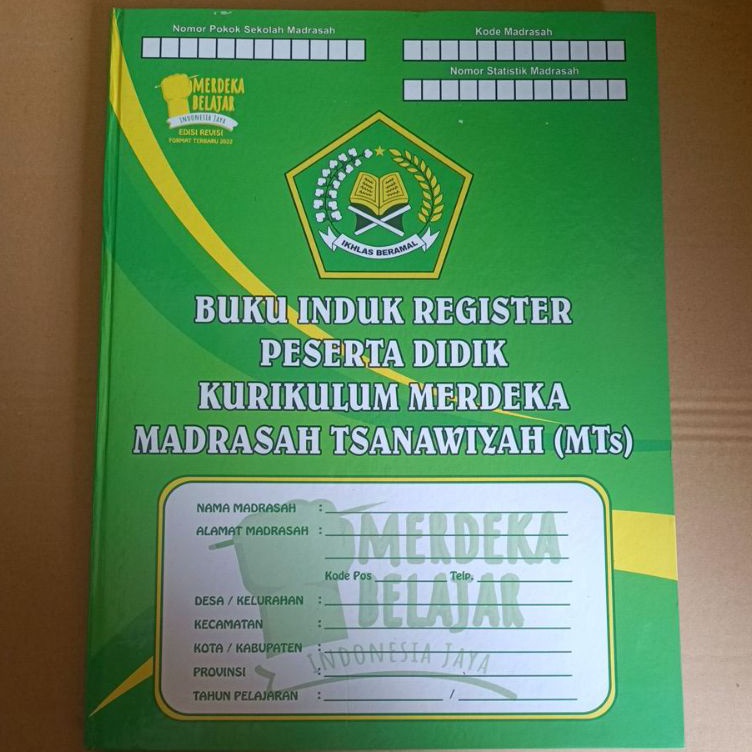 Nomor Pokok Sekolah Madrasah
Kode Madrasah
Nomor Statistik Madrasah
MERDEKA
BELAJAR
INDONESIA JAYA
EDISI REVISI
FORMAT TERBARU 2022
IKHLAS BERAMAL
BUKU INDUK REGISTER
PESERTA DIDIK
KURIKULUM MERDEKA
MADRASAH TSANAWIYAH (MTs)
NAMA MADRASAH :
ALAMAT MADRASAH :
Kode Pos Telp.
DESA / KELURAHAN :
KECAMATAN :
KOTA / KABUPATEN :
PROVINSI :
TAHUN PELAJARAN : /
MERDEKA
BELAJAR
INDONESIA JAYA